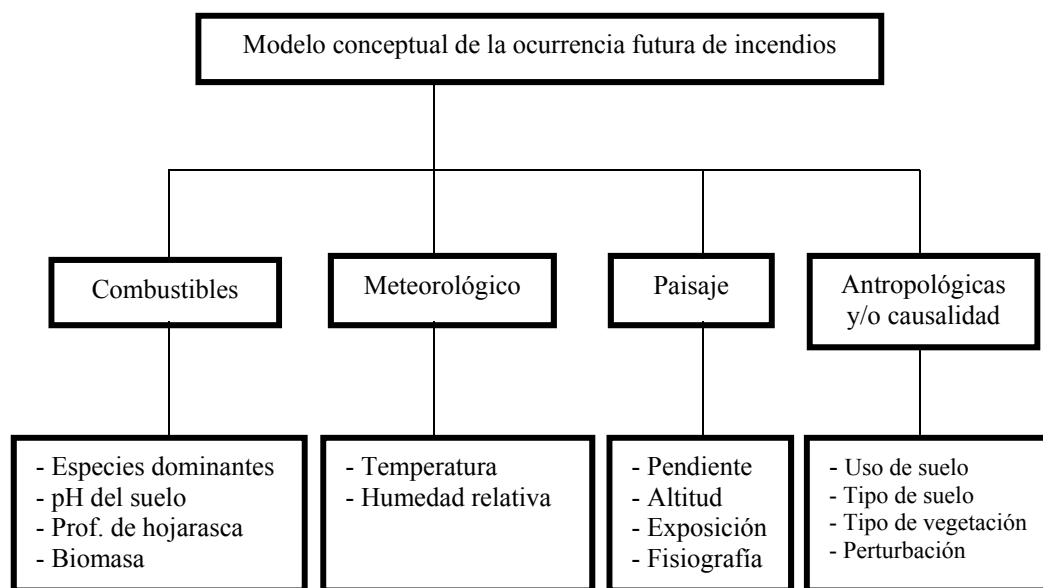 Modelo conceptual de la ocurrencia futura de incendios
Combustibles
Meteorológico
Paisaje
Antropológicas
y/o causalidad
- Especies dominantes
- pH del suelo
- Prof. de hojarasca
- Biomasa
- Temperatura
- Humedad relativa
- Pendiente
- Altitud
- Exposición
- Fisiografía
- Uso de suelo
- Tipo de suelo
- Tipo de vegetación
- Perturbación